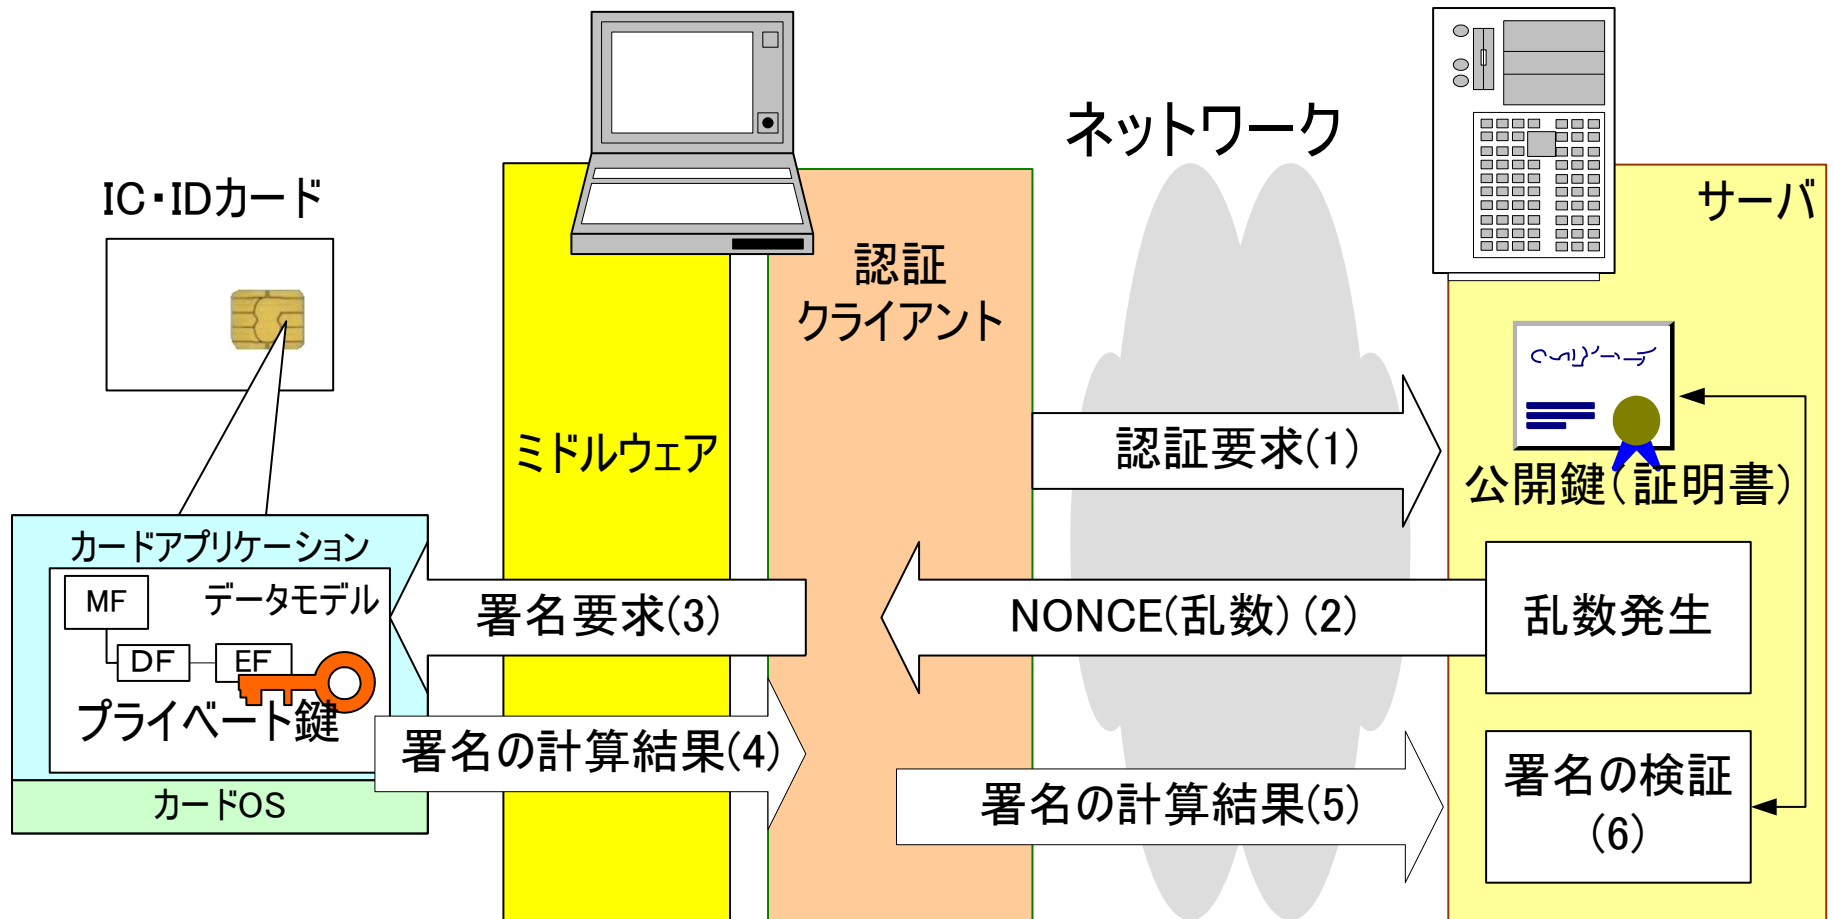 ネットワーク
IC・IDカード
サーバ
認証
クライアント
ミドルウェア
認証要求(1)
公開鍵(証明書)
カードアプリケーション
MF
データモデル
DF
EF
プライベート鍵
署名要求(3)
NONCE(乱数) (2)
乱数発生
署名の計算結果(4)
カードOS
署名の計算結果(5)
署名の検証
(6)